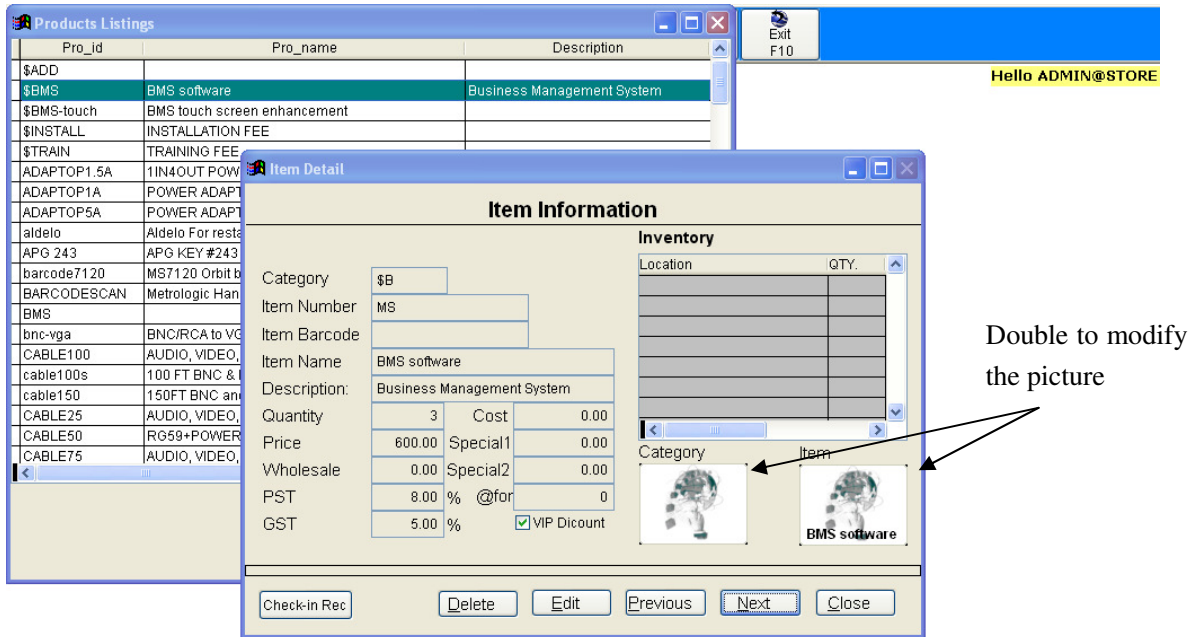 Products Listings
Pro_id Pro_name Description
$ADD
$BMS BMS software Business Management System
$BMS-touch BMS touch screen enhancement
$INSTALL INSTALLATION FEE
$TRAIN TRAINING FEE
ADAPTOP1.5A 1IN4OUT POW
ADAPTOP1A POWER ADAPT
ADAPTOP5A POWER ADAPT
aldelo Aldelo For resta
APG 243 APG KEY #243
barcode7120 MS7120 Orbit b
BARCODESCAN Metrologic Han
BMS
bnc-vga BNC/RCA to VG
CABLE100 AUDIO, VIDEO,
cable100s 100 FT BNC &
cable150 150FT BNC and
CABLE25 AUDIO, VIDEO,
CABLE50 RG59+POWER
CABLE75 AUDIO, VIDEO,
Exit
F10
Hello ADMIN@STORE
Item Detail
Item Information
Category $B
Item Number MS
Item Barcode
Item Name BMS software
Description: Business Management System
Quantity 3 Cost 0.00
Price 600.00 Special1 0.00
Wholesale 0.00 Special2 0.00
PST 8.00 % @for 0
GST 5.00 % VIP Dicount
Inventory
Location QTY.
Category Item
BMS software
Check-in Rec Delete Edit Previous Next Close
Double to modify
the picture